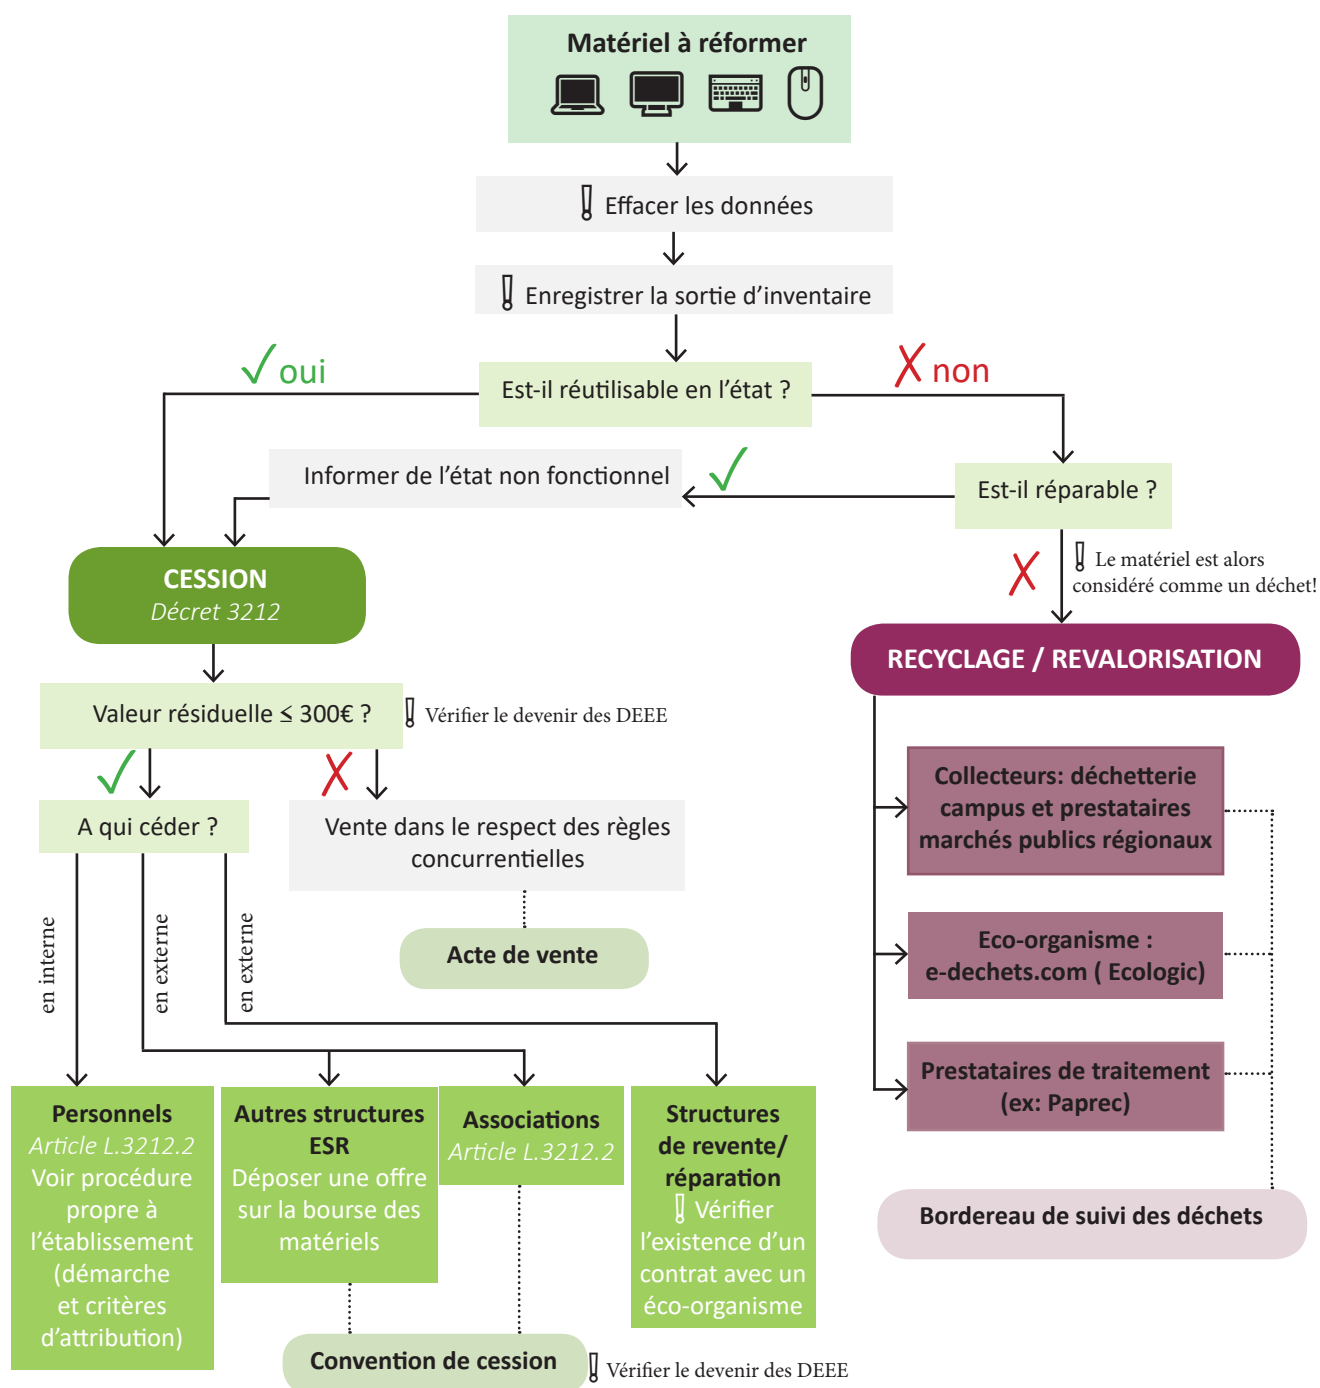 Matériel à réformer
Effacer les données
Enregistrer la sortie d’inventaire
oui
non
Est-il réutilisable en l’état ?
Informer de l’état non fonctionnel
Est-il réparable ?
Le matériel est alors
considéré comme un déchet!
CESSION
Décret 3212
RECYCLAGE / REVALORISATION
Valeur résiduelle ≤ 300€ ?
Vérifier le devenir des DEEE
A qui céder ?
Vente dans le respect des règles
concurrentielles
Acte de vente
en interne
en externe
en externe
Collecteurs: déchetterie
campus et prestataires
marchés publics régionaux
Eco-organisme :
e-dechets.com ( Ecologic)
Prestataires de traitement
(ex: Paprec)
Bordereau de suivi des déchets
Personnels
Article L.3212.2
Voir procédure
propre à
l’établissement
(démarche
et critères
d’attribution)
Autres structures
ESR
Déposer une offre
sur la bourse des
matériels
Associations
Article L.3212.2
Structures
de revente/
réparation
Vérifier
l’existence d’un
contrat avec un
éco-organisme
Convention de cession
Vérifier le devenir des DEEE